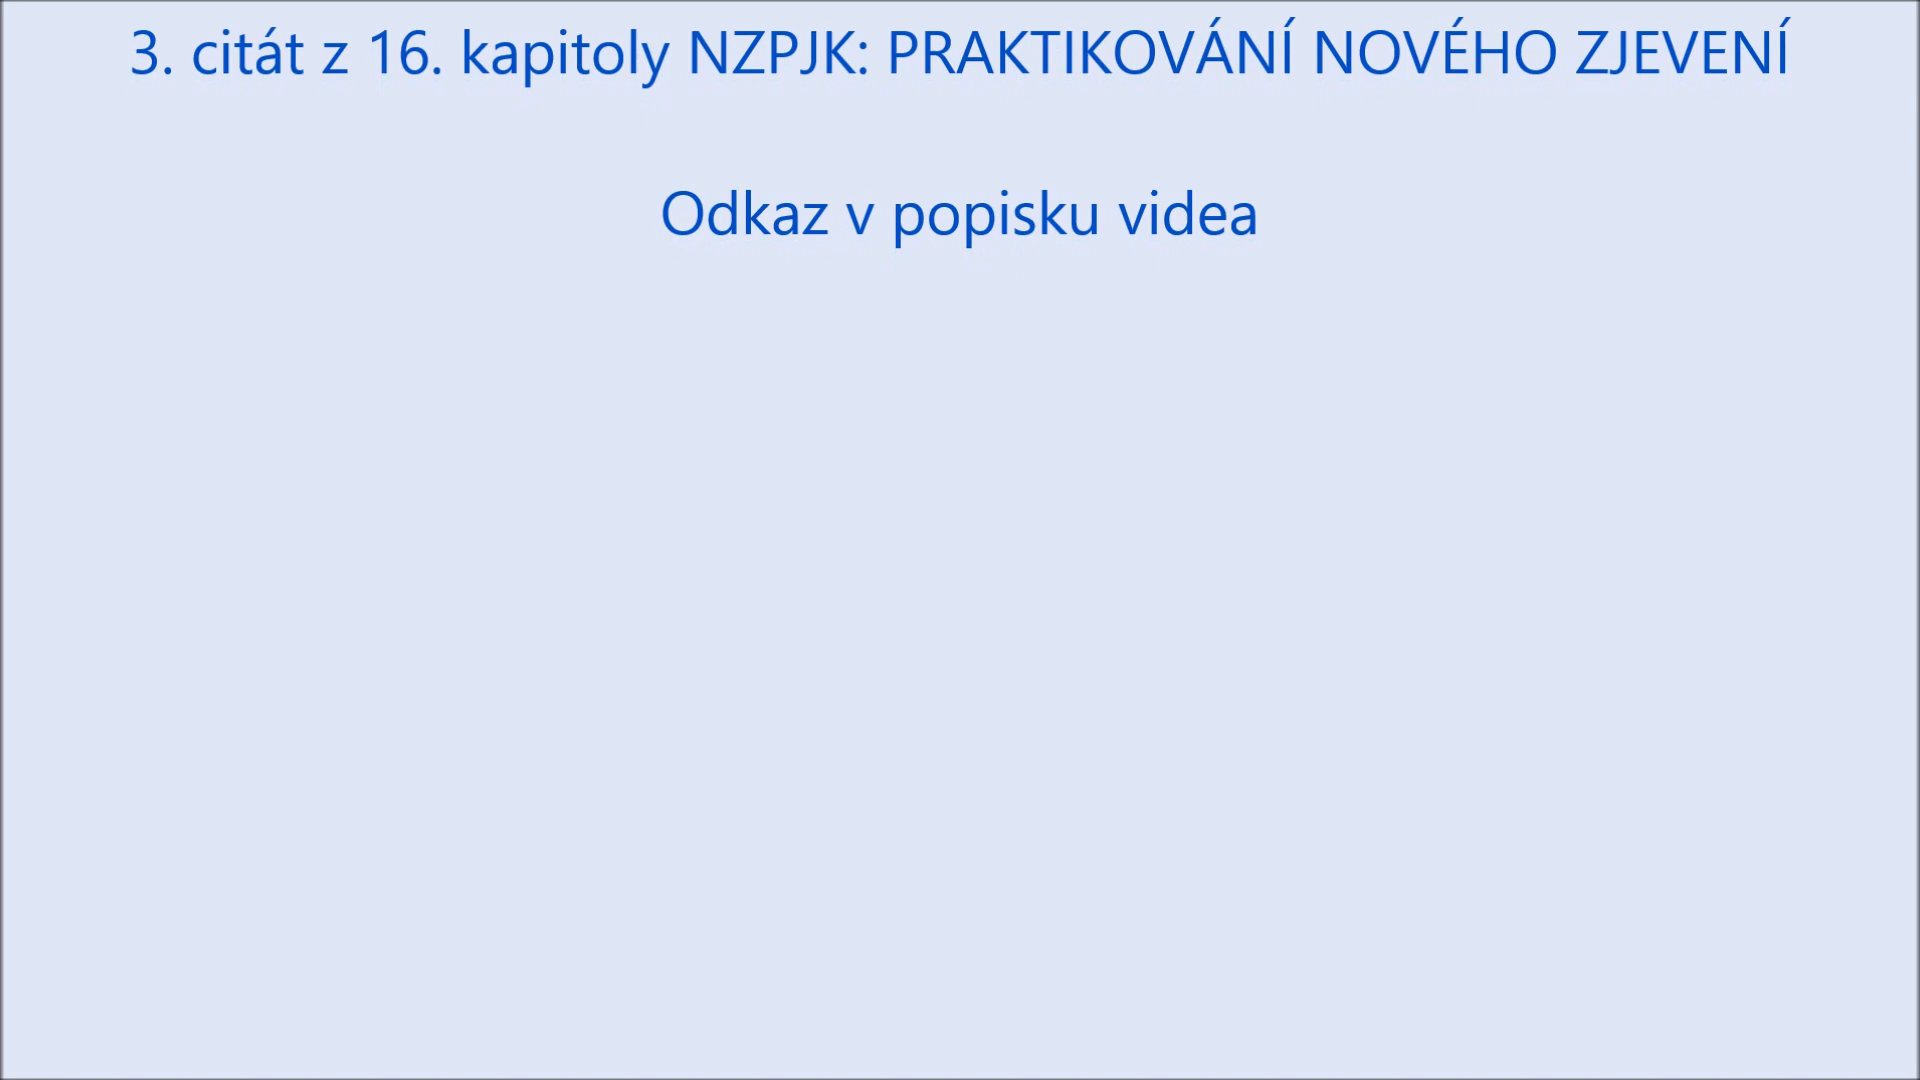 3. citát z 16. kapitoly NZPJK: PRAKTIKOVÁNÍ NOVÉHO ZJEVENÍ
Odkaz v popisku videa